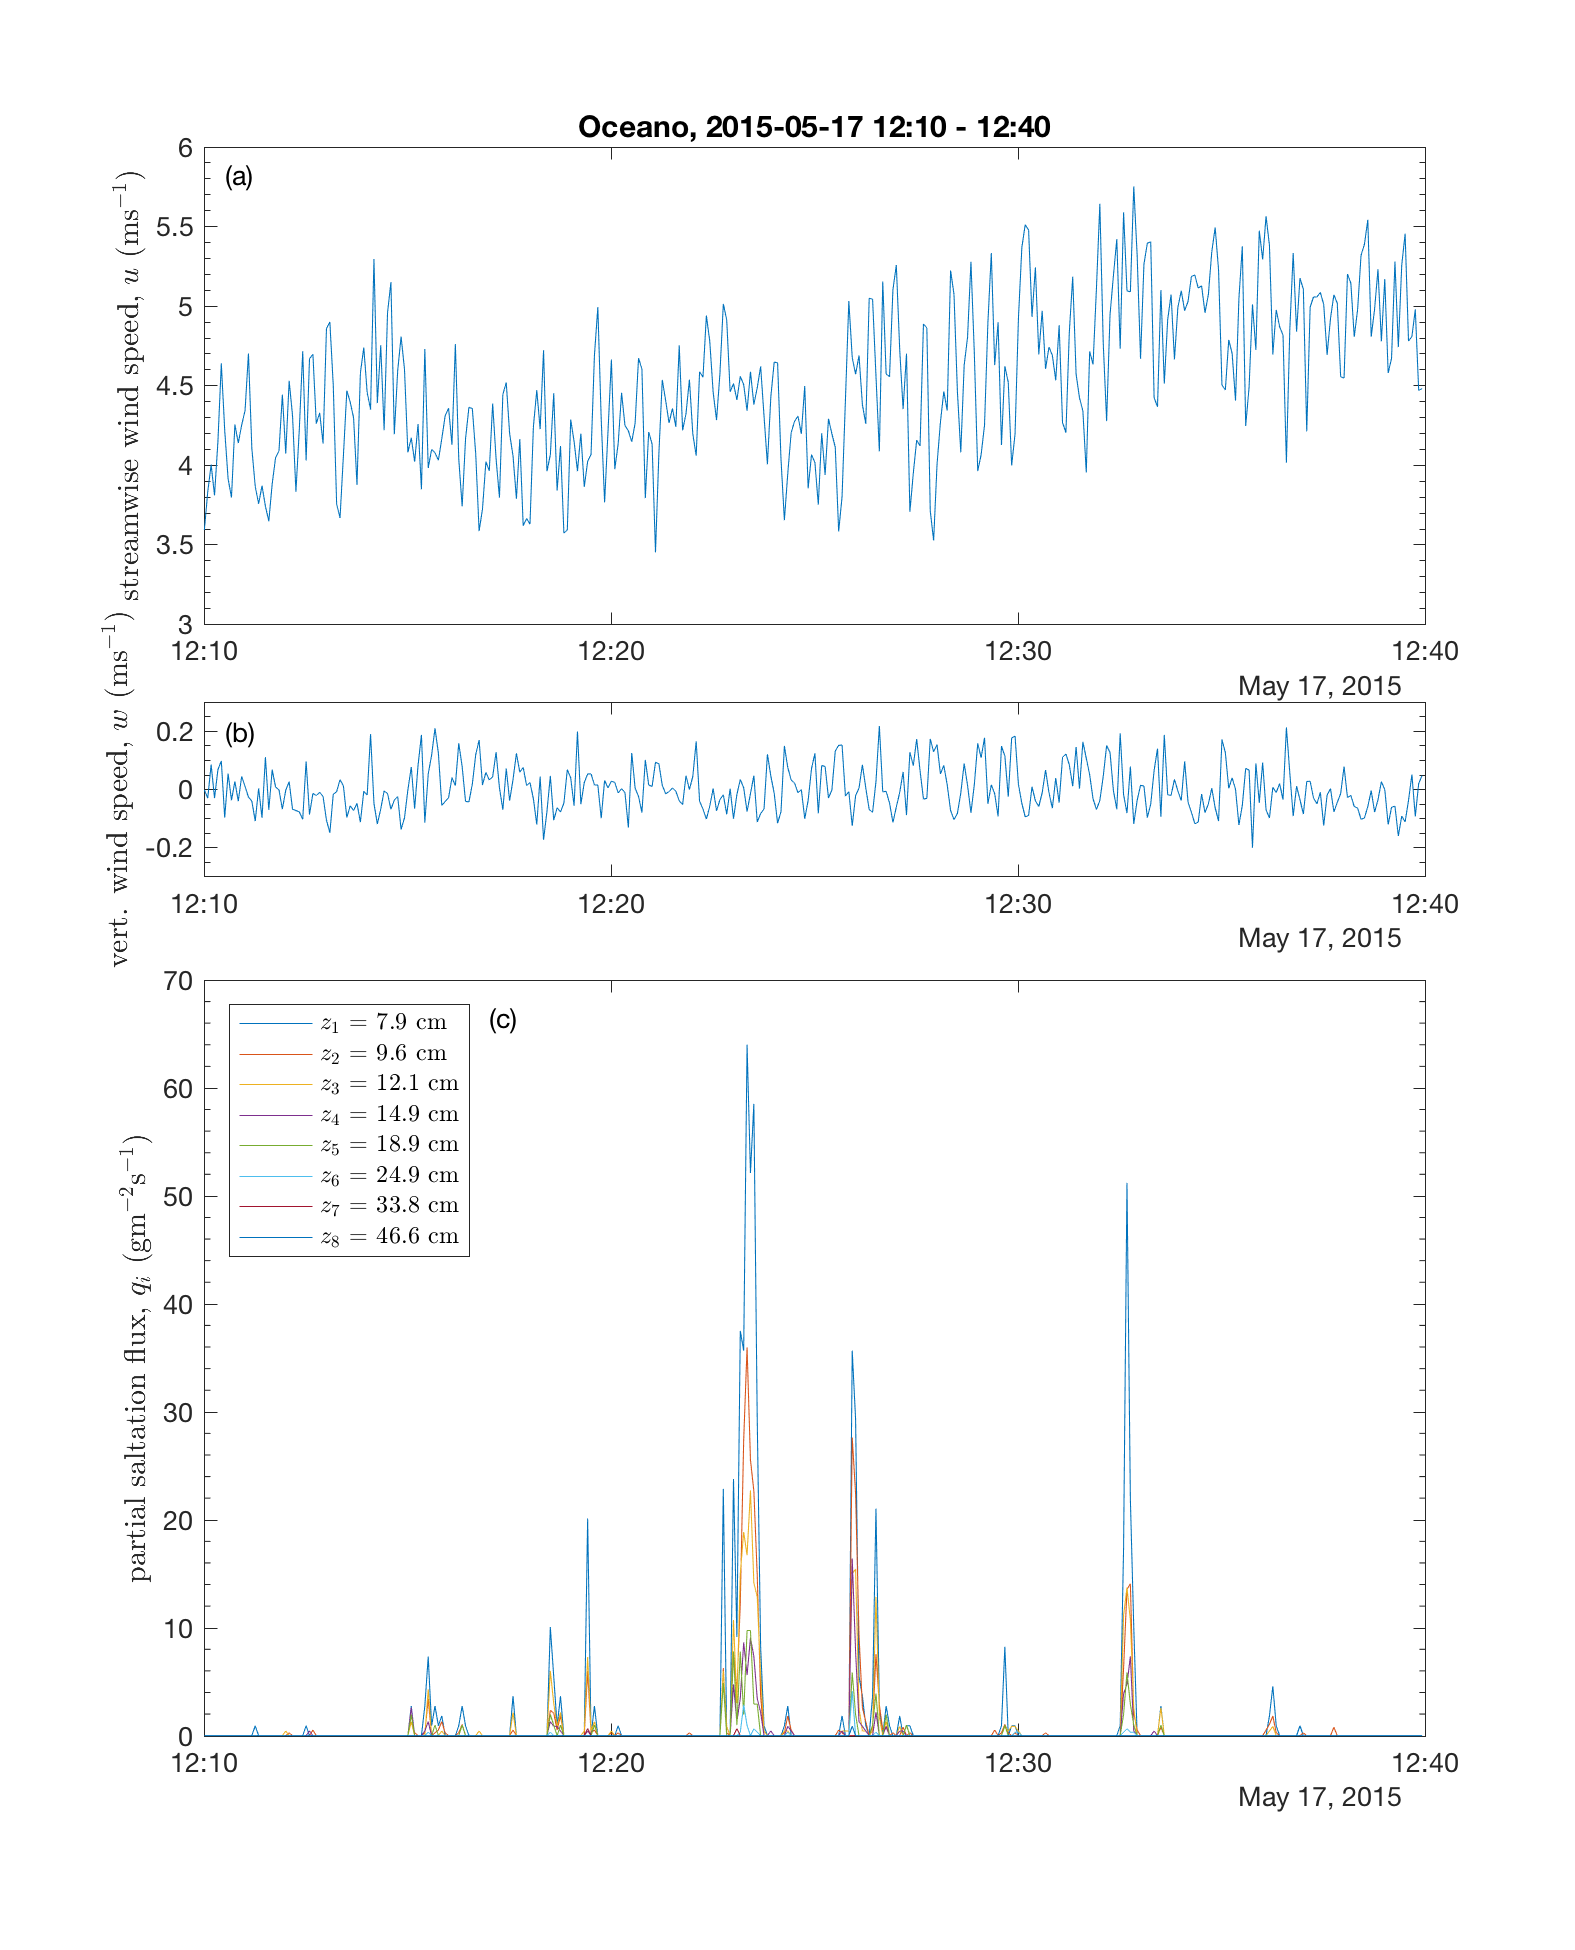 Oceano, 2015-05-17 12:10 - 12:40
(a)
streamwise wind speed, u (ms⁻¹)
6
5.5
5
4.5
4
3.5
3
12:10 12:20 12:30 12:40
May 17, 2015
(b)
vert. wind speed, w (ms⁻¹)
0.2
0
-0.2
12:10 12:20 12:30 12:40
May 17, 2015
(c)
partial saltation flux, qᵢ (gm⁻²s⁻¹)
70
60
50
40
30
20
10
0
z₁ = 7.9 cm
z₂ = 9.6 cm
z₃ = 12.1 cm
z₄ = 14.9 cm
z₅ = 18.9 cm
z₆ = 24.9 cm
z₇ = 33.8 cm
z₈ = 46.6 cm
12:10 12:20 12:30 12:40
May 17, 2015